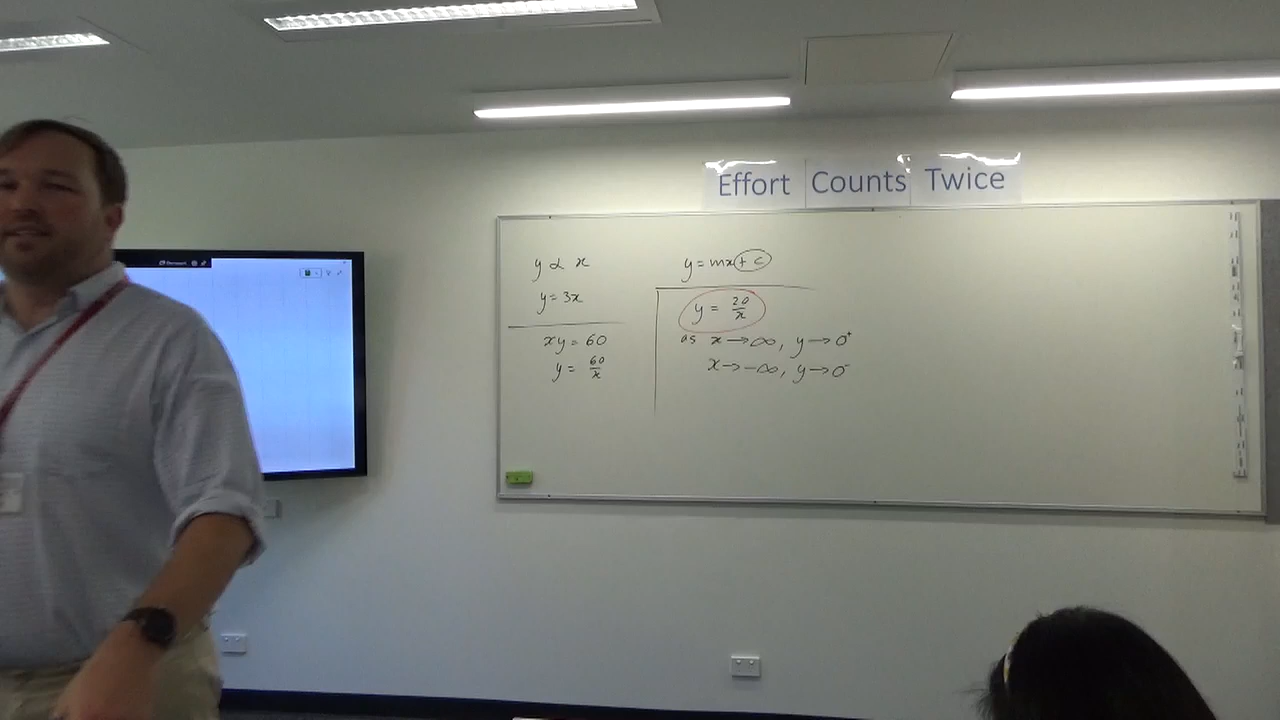 Effort Counts Twice
y ∝ x
y = 3x
xy = 60
y = 60/x
y = mx + c
y = 20/x
as x → ∞, y → 0⁺
x → -∞, y → 0⁻